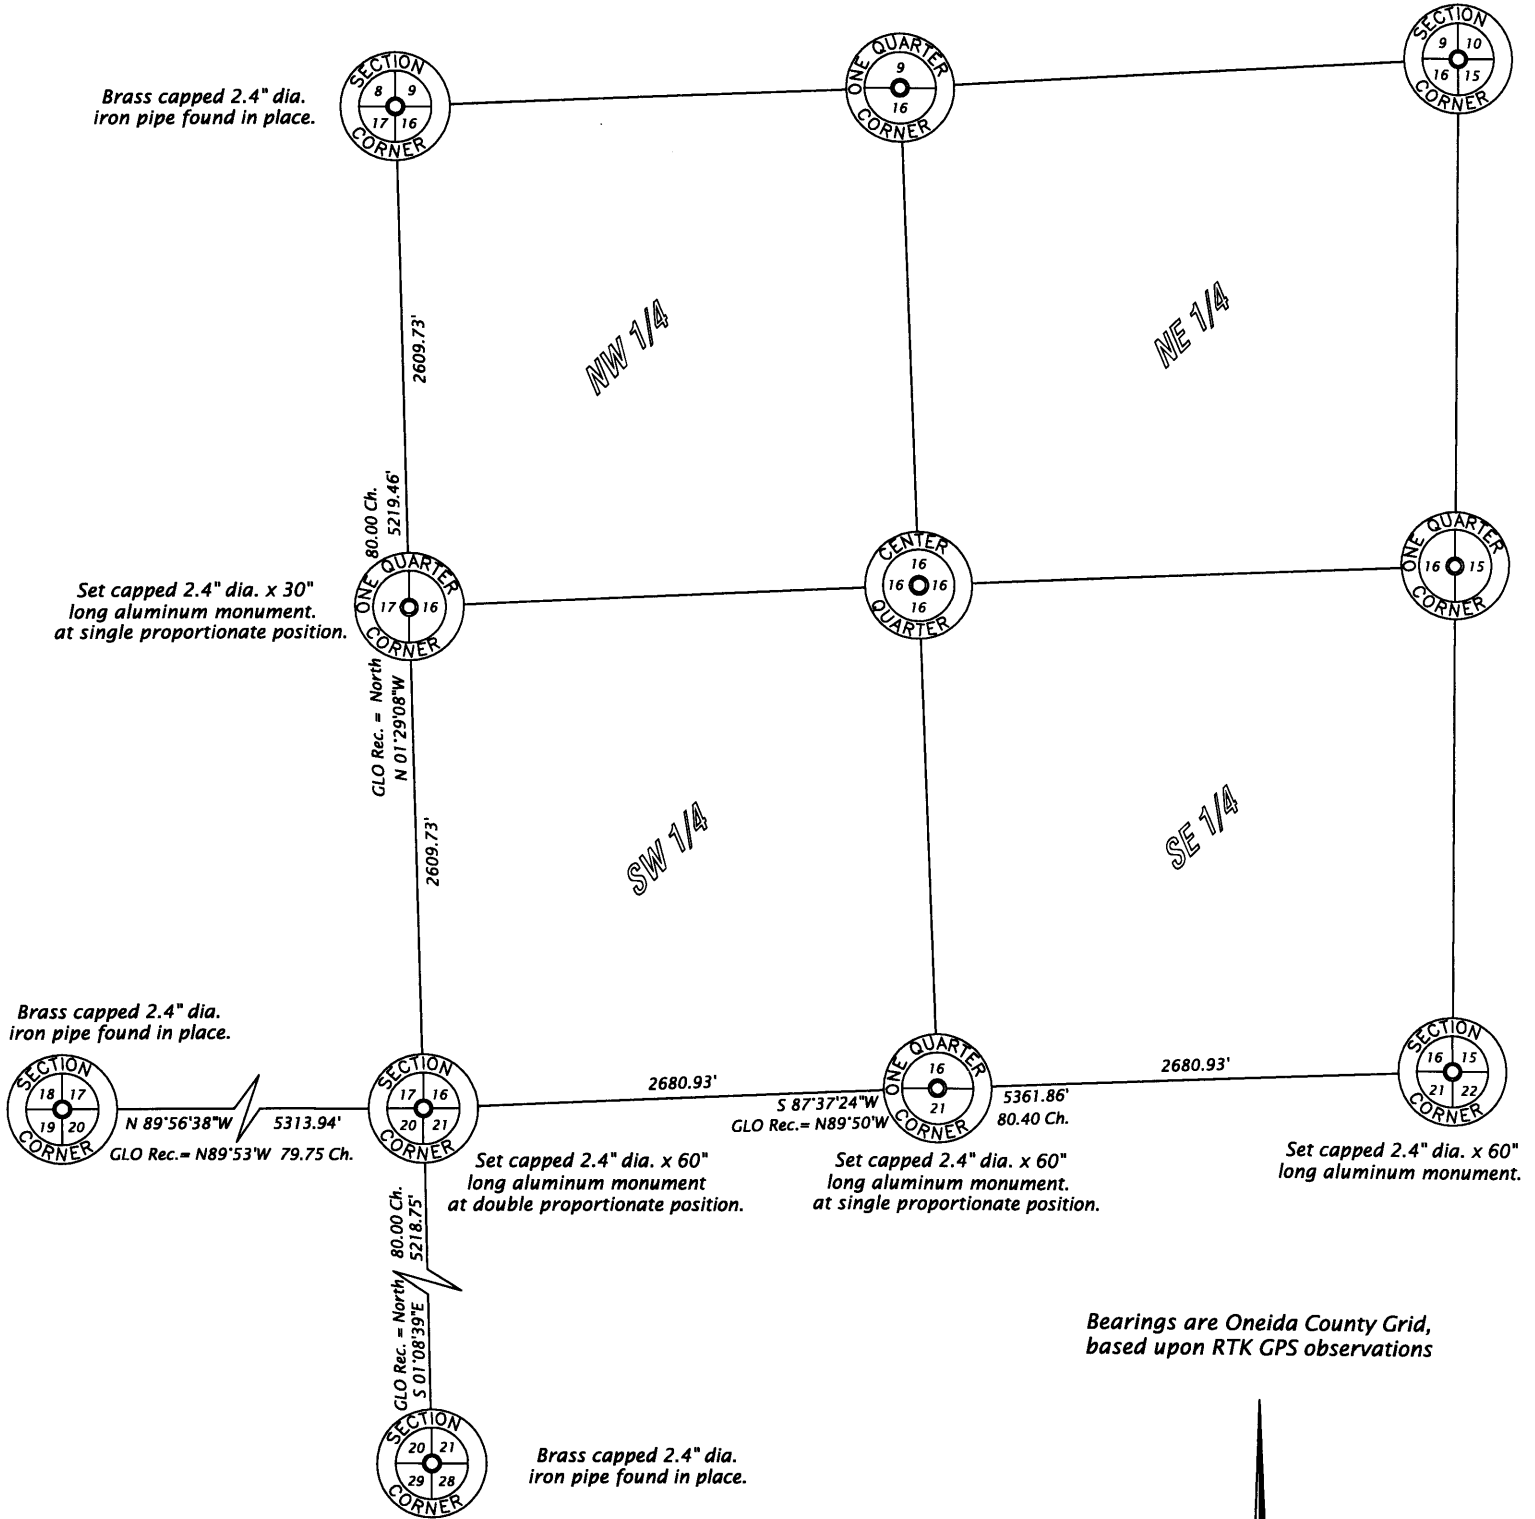 SECTION
8 9
17 16
CORNER
Brass capped 2.4" dia.
iron pipe found in place.
ONE QUARTER
9
16
CORNER
SECTION
9 10
16 15
CORNER
2609.73'
NW 1/4
NE 1/4
80.00 Ch.
5219.46'
Set capped 2.4" dia. x 30"
long aluminum monument.
at single proportionate position.
ONE QUARTER
17 16
CORNER
CENTER
16
16 16
16
QUARTER
ONE QUARTER
16 15
CORNER
GLO Rec. = North
N 01°29'08"W
2609.73'
SW 1/4
SE 1/4
Brass capped 2.4" dia.
iron pipe found in place.
SECTION
18 17
19 20
CORNER
N 89°56'38"W 5313.94'
GLO Rec.= N89°53'W 79.75 Ch.
SECTION
17 16
20 21
CORNER
Set capped 2.4" dia. x 60"
long aluminum monument
at double proportionate position.
2680.93'
S 87°37'24"W
GLO Rec.= N89°50'W
ONE QUARTER
16
21
CORNER
5361.86'
80.40 Ch.
Set capped 2.4" dia. x 60"
long aluminum monument.
at single proportionate position.
2680.93'
SECTION
16 15
21 22
CORNER
Set capped 2.4" dia. x 60"
long aluminum monument.
80.00 Ch.
5218.75'
GLO Rec. = North
S 01°08'39"E
SECTION
20 21
29 28
CORNER
Brass capped 2.4" dia.
iron pipe found in place.
Bearings are Oneida County Grid,
based upon RTK GPS observations